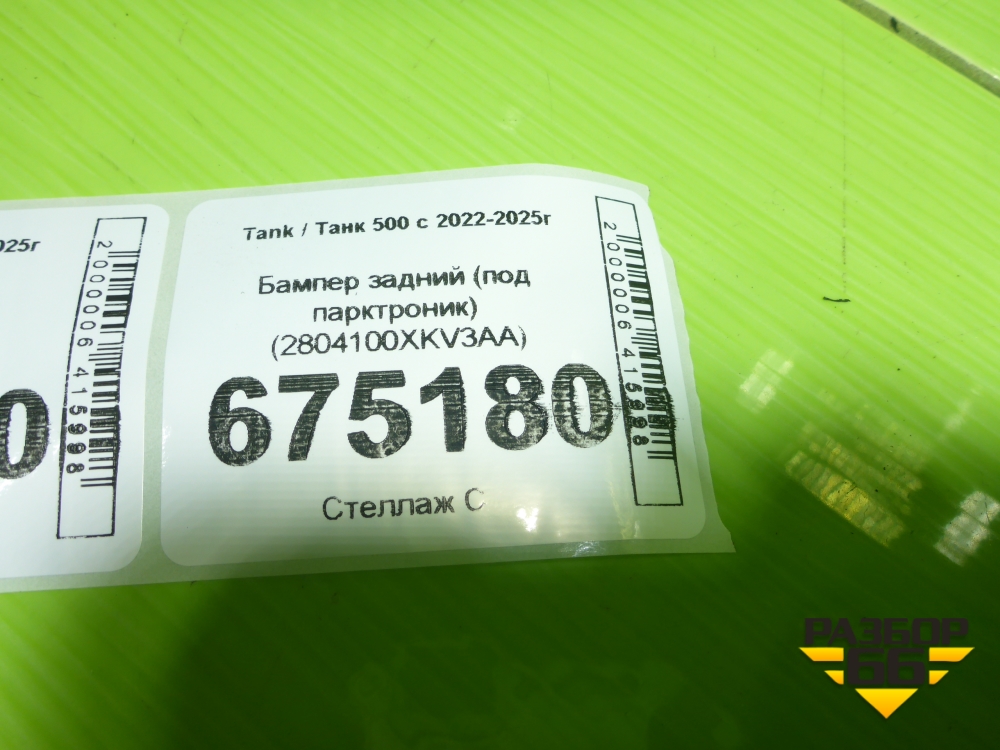 025г
2000006415998
0
Tank / Танк 500 с 2022-2025г
Бампер задний (под
парктроник)
(2804100XKV3AA)
675180
Стеллаж С
2000006415998
РАЗБОР
66